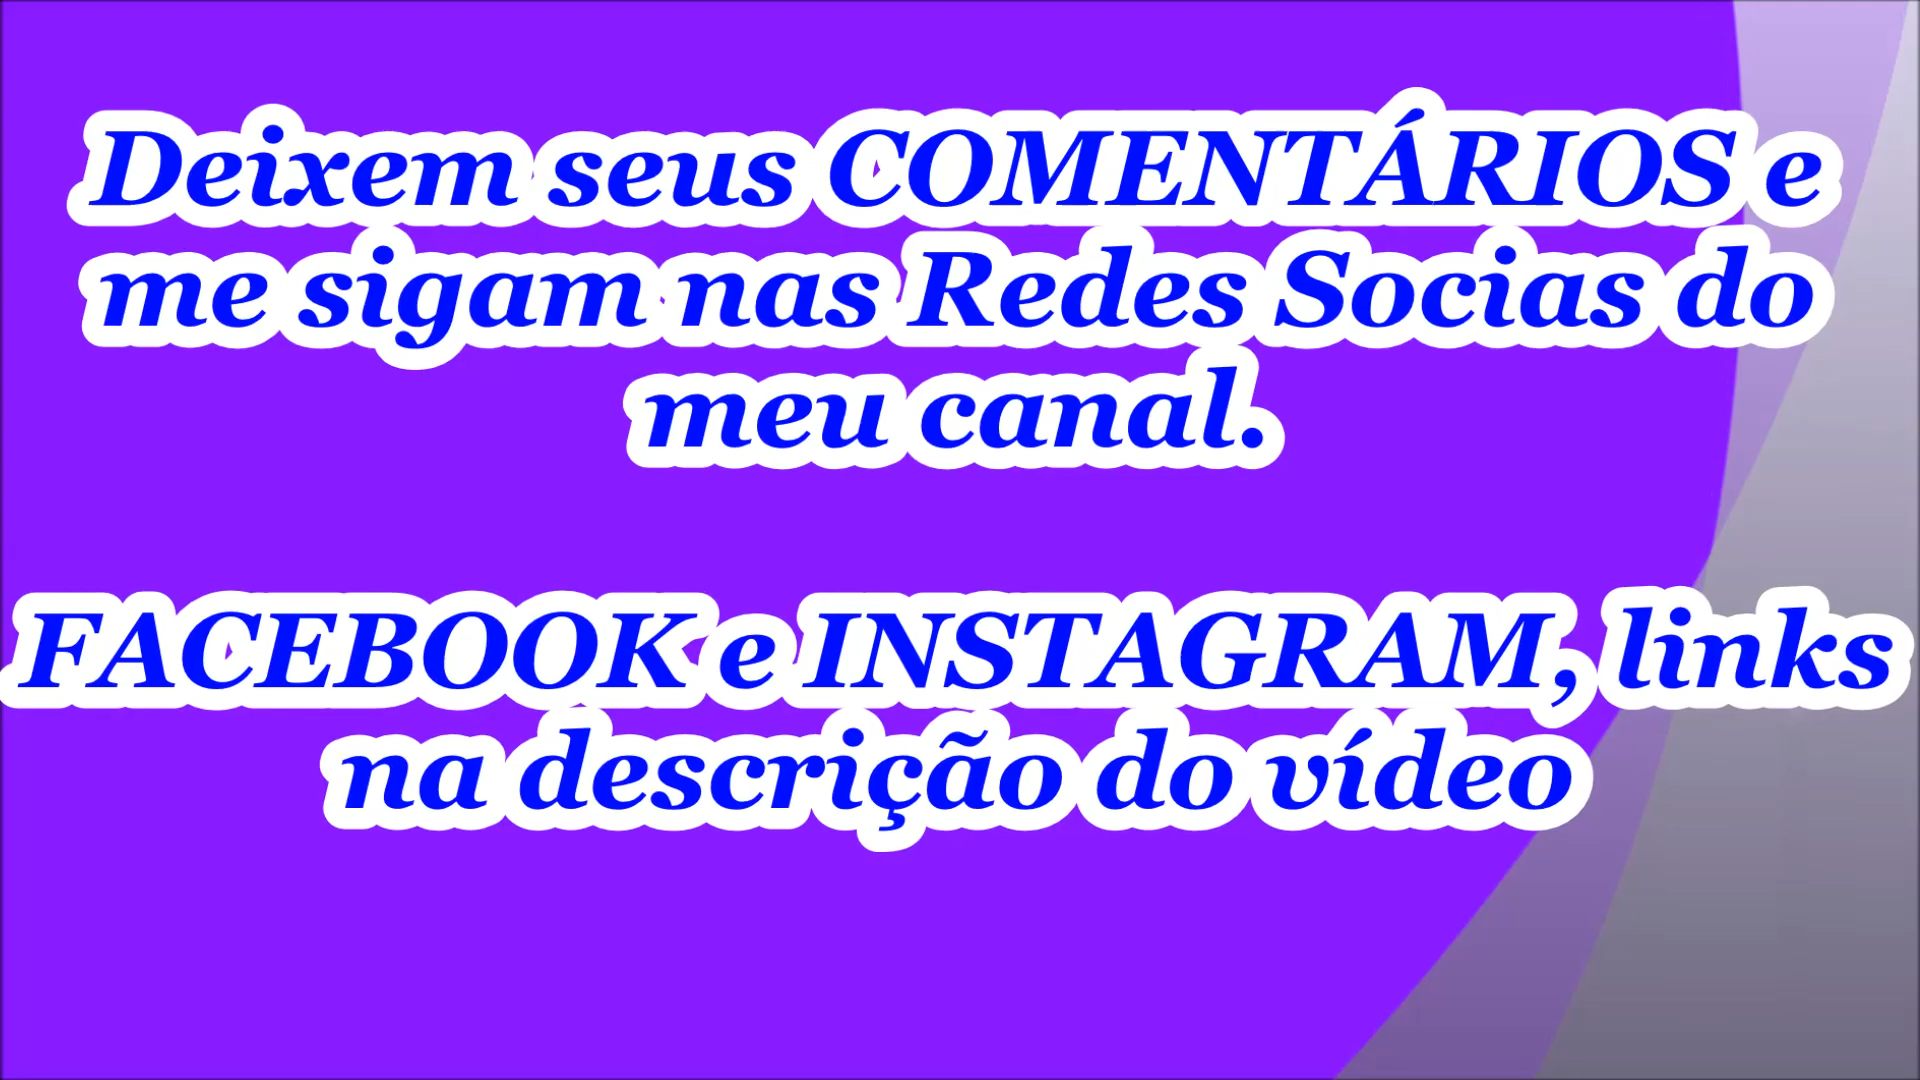 Deixem seus COMENTÁRIOS e
me sigam nas Redes Socias do
meu canal.
FACEBOOK e INSTAGRAM, links
na descrição do vídeo